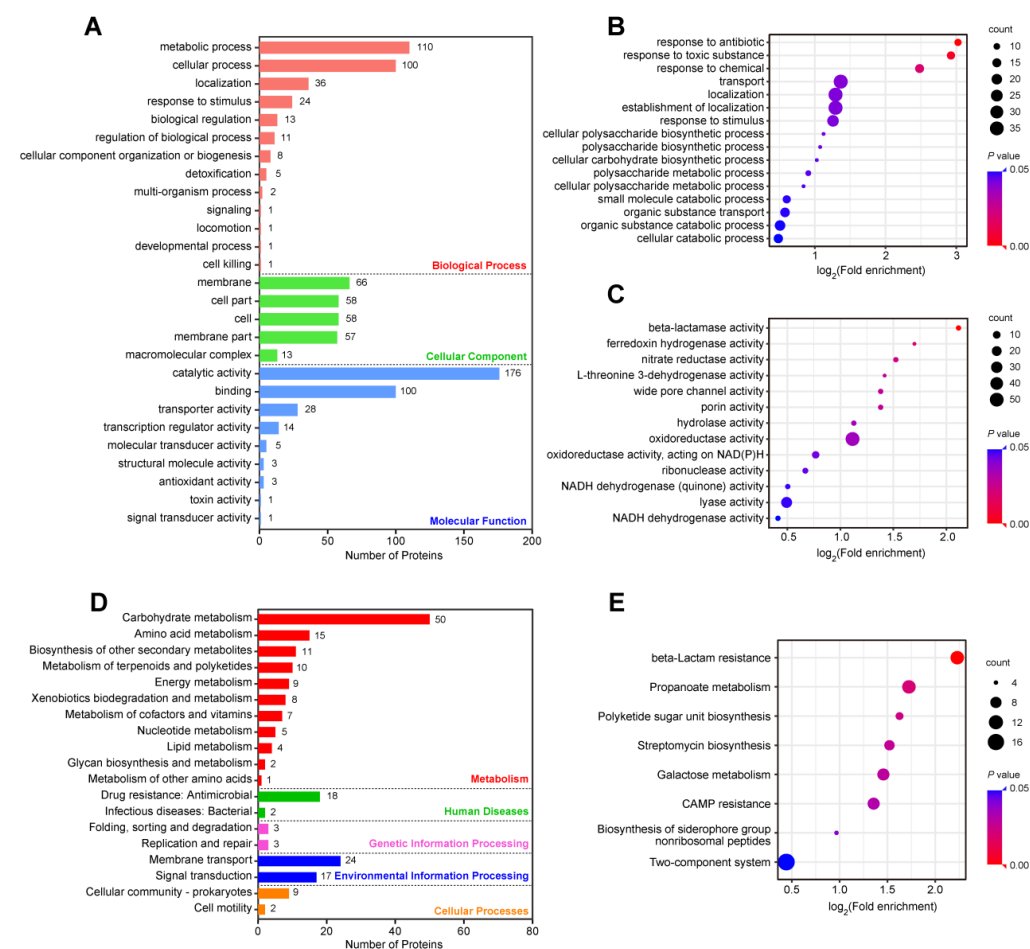 A
metabolic process 110
cellular process 100
localization 36
response to stimulus 24
biological regulation 13
regulation of biological process 11
cellular component organization or biogenesis 8
detoxification 5
multi-organism process 2
signaling 1
locomotion 1
developmental process 1
cell killing 1
Biological Process
membrane 66
cell part 58
cell 58
membrane part 57
macromolecular complex 13
Cellular Component
catalytic activity 176
binding 100
transporter activity 28
transcription regulator activity 14
molecular transducer activity 5
structural molecule activity 3
antioxidant activity 3
toxin activity 1
signal transducer activity 1
Molecular Function
0 50 100 150 200
Number of Proteins
B
response to antibiotic
response to toxic substance
response to chemical
transport
localization
establishment of localization
response to stimulus
cellular polysaccharide biosynthetic process
polysaccharide biosynthetic process
cellular carbohydrate biosynthetic process
polysaccharide metabolic process
cellular polysaccharide metabolic process
small molecule catabolic process
organic substance transport
organic substance catabolic process
cellular catabolic process
1 2 3
log2(Fold enrichment)
count
10
15
20
25
30
35
P value
0.05
0.00
C
beta-lactamase activity
ferredoxin hydrogenase activity
nitrate reductase activity
L-threonine 3-dehydrogenase activity
wide pore channel activity
porin activity
hydrolase activity
oxidoreductase activity
oxidoreductase activity, acting on NAD(P)H
ribonuclease activity
NADH dehydrogenase (quinone) activity
lyase activity
NADH dehydrogenase activity
0.5 1.0 1.5 2.0
log2(Fold enrichment)
count
10
20
30
40
50
P value
0.05
0.00
D
Carbohydrate metabolism 50
Amino acid metabolism 15
Biosynthesis of other secondary metabolites 11
Metabolism of terpenoids and polyketides 10
Energy metabolism 9
Xenobiotics biodegradation and metabolism 8
Metabolism of cofactors and vitamins 7
Nucleotide metabolism 5
Lipid metabolism 4
Glycan biosynthesis and metabolism 2
Metabolism of other amino acids 1
Metabolism
Drug resistance: Antimicrobial 18
Infectious diseases: Bacterial 2
Human Diseases
Folding, sorting and degradation 3
Replication and repair 3
Genetic Information Processing
Membrane transport 24
Signal transduction 17
Environmental Information Processing
Cellular community - prokaryotes 9
Cell motility 2
Cellular Processes
0 20 40 60 80
Number of Proteins
E
beta-Lactam resistance
Propanoate metabolism
Polyketide sugar unit biosynthesis
Streptomycin biosynthesis
Galactose metabolism
CAMP resistance
Biosynthesis of siderophore group
nonribosomal peptides
Two-component system
0.5 1.0 1.5 2.0
log2(Fold enrichment)
count
4
8
12
16
P value
0.05
0.00